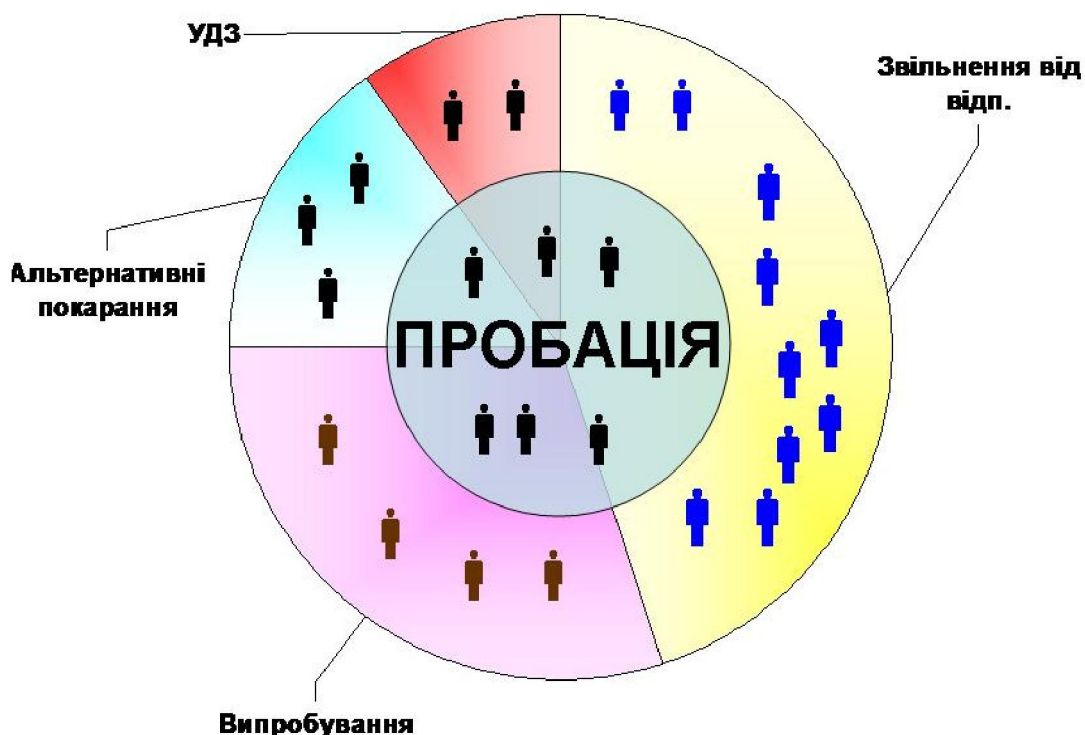 УДЗ
Звільнення від
відп.
Альтернативні
покарання
ПРОБАЦІЯ
Випробування